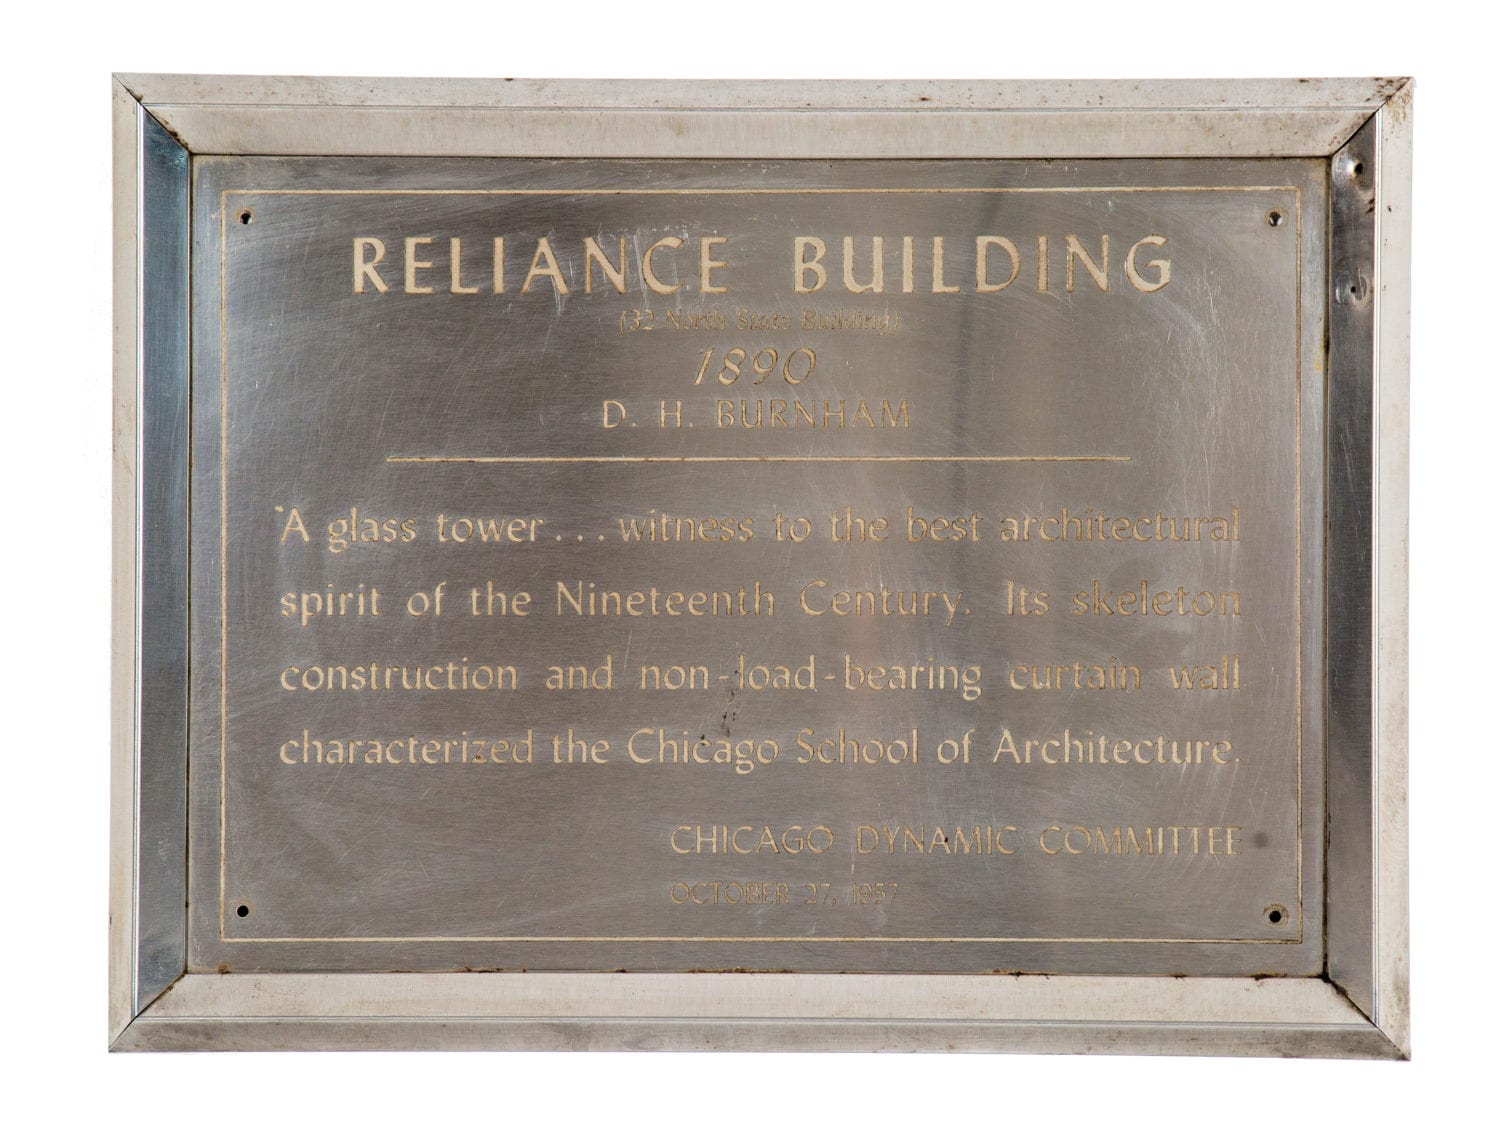 RELIANCE BUILDING
(32 North State Building)
1890
D. H. BURNHAM
"A glass tower... witness to the best architectural
spirit of the Nineteenth Century. Its skeleton
construction and non-load-bearing curtain wall
characterized the Chicago School of Architecture.
CHICAGO DYNAMIC COMMITTEE
OCTOBER 27, 1957